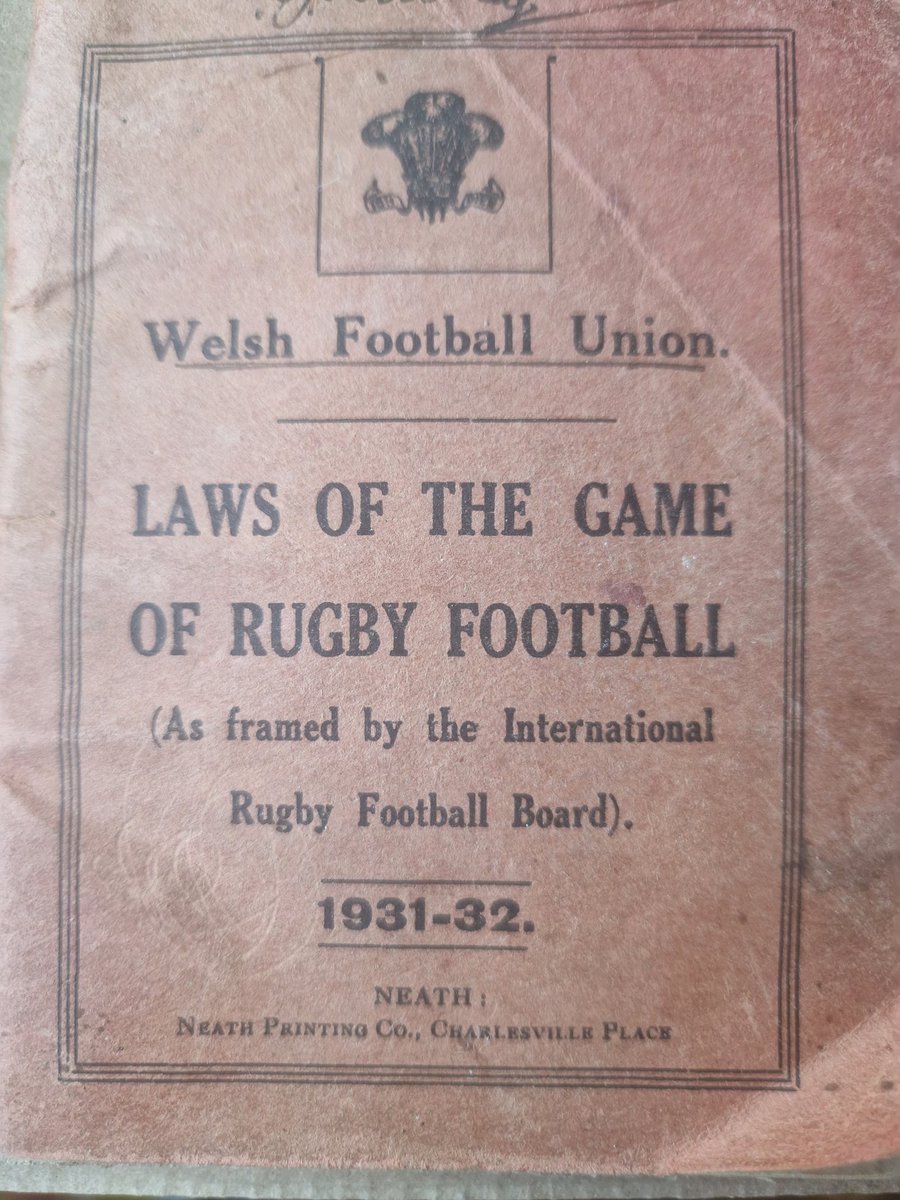 Welsh Football Union.
LAWS OF THE GAME
OF RUGBY FOOTBALL
(As framed by the International
Rugby Football Board).
1931-32.
NEATH:
NEATH PRINTING CO., CHARLESVILLE PLACE